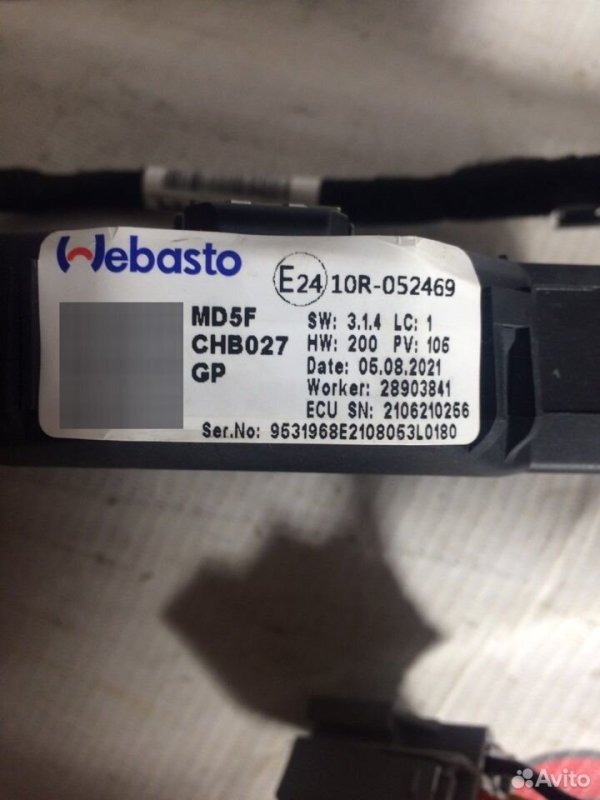 Webasto
E24 10R-052469
MD5F
CHB027
GP
SW: 3.1.4 LC: 1
HW: 200 PV: 105
Date: 05.08.2021
Worker: 28903841
ECU SN: 2106210256
Ser.No: 9531968E2108053L0180
Avito